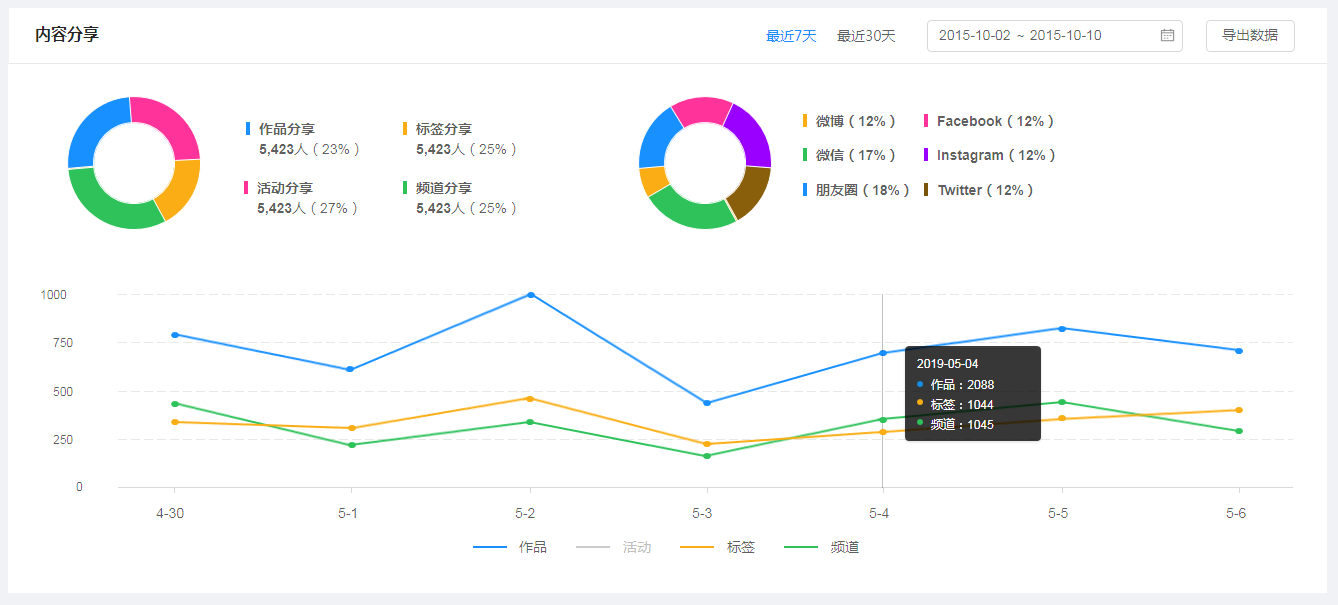 内容分享
最近7天 最近30天 2015-10-02 ~ 2015-10-10 导出数据
作品分享 标签分享
5,423人（23%） 5,423人（25%）
活动分享 频道分享
5,423人（27%） 5,423人（25%）
微博（12%） Facebook（12%）
微信（17%） Instagram（12%）
朋友圈（18%） Twitter（12%）
1000
750
500
250
0
2019-05-04
作品：2088
标签：1044
频道：1045
4-30 5-1 5-2 5-3 5-4 5-5 5-6
作品 活动 标签 频道